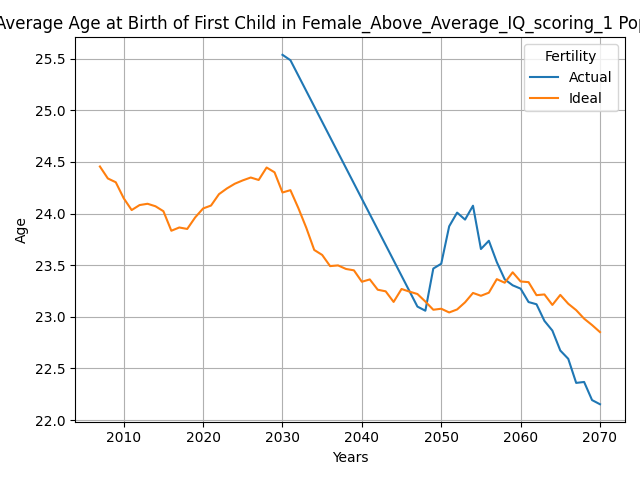 Average Age at Birth of First Child in Female_Above_Average_IQ_scoring_1
Fertility
Actual
Ideal
Age
25.5
25.0
24.5
24.0
23.5
23.0
22.5
22.0
2010 2020 2030 2040 2050 2060 2070
Years